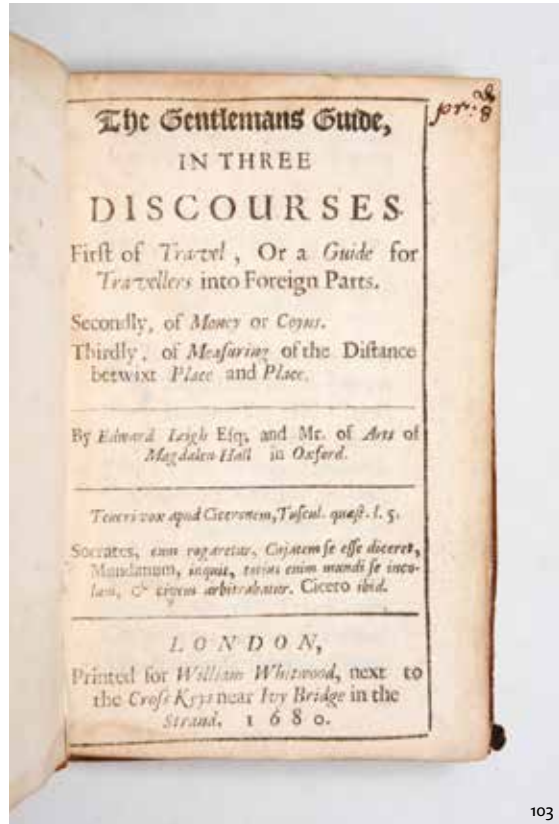 The Gentlemans Guide,
IN THREE
DISCOURSES.
First of Travel, Or a Guide for
Travellers into Foreign Parts.
Secondly, of Money or Coyns.
Thirdly, of Measuring of the Distance
betwixt Place and Place.
By Edward Leigh Esq; and Mr. of Arts of
Magdalen Hall in Oxford.
Teucri vox apud Ciceronem, Tuscul. quæst. l. 5.
Socrates, cum rogaretur, Cujatem se esse diceret,
Mundanum, inquit, totius enim mundi se inco-
lam, & civem arbitrabatur. Cicero ibid.
LONDON,
Printed for William Whitwood, next to
the Cross Keys near Ivy Bridge in the
Strand. 1680.
pr: 8
103